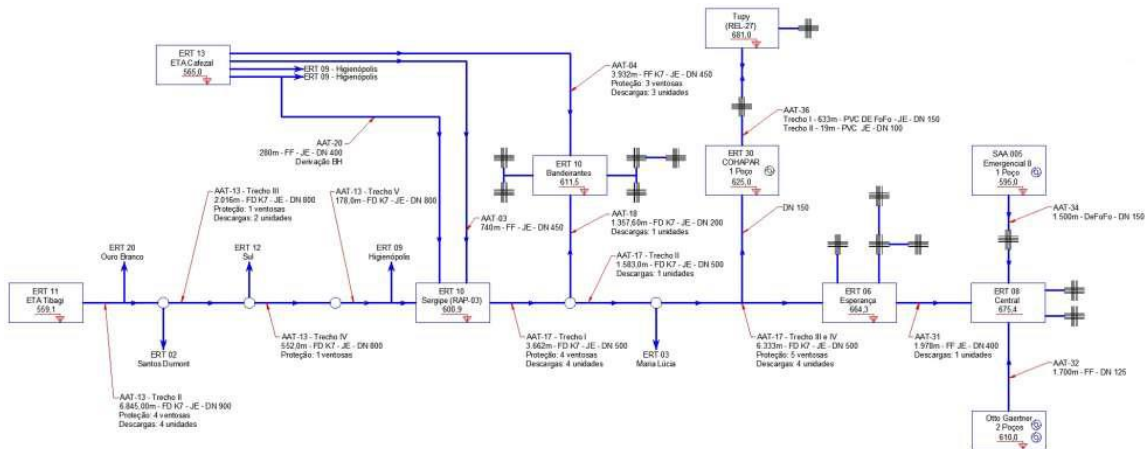 ERT 13
ETA Cafezal
565,0
ERT 09 - Higienópolis
ERT 09 - Higienópolis
AAT-04
3.932m - FF K7 - JE - DN 450
Proteção: 3 ventosas
Descargas: 3 unidades
Tupy
(REL-27)
681,0
AAT-36
Trecho I - 633m - PVC DE FoFo - JE - DN 150
Trecho II - 19m - PVC JE - DN 100
AAT-20
280m - FF - JE - DN 400
Derivação BH
ERT 10
Bandeirantes
611,5
ERT 30
COHAPAR
1 Poço
625,0
SAA 005
Emergencial 8
1 Poço
595,0
AAT-34
1.500m - DeFoFo - DN 150
AAT-13 - Trecho III
2.016m - FD K7 - JE - DN 800
Proteção: 1 ventosas
Descargas: 2 unidades
AAT-13 - Trecho V
178,0m - FD K7 - JE - DN 800
AAT-03
740m - FF - JE - DN 450
AAT-18
1.357,60m - FD K7 - JE - DN 200
Descargas: 1 unidades
DN 150
AAT-17 - Trecho II
1.583,0m - FD K7 - JE - DN 500
Descargas: 1 unidades
ERT 20
Ouro Branco
ERT 12
Sul
ERT 09
Higienópolis
ERT 11
ETA Tibagi
559,1
ERT 10
Sergipe (RAP-03)
600,9
ERT 06
Esperança
664,3
ERT 08
Central
675,4
ERT 02
Santos Dumont
AAT-13 - Trecho IV
552,0m - FD K7 - JE - DN 800
Proteção: 1 ventosas
AAT-17 - Trecho I
3.662m - FD K7 - JE - DN 500
Proteção: 4 ventosas
Descargas: 4 unidades
ERT 03
Maria Lúcia
AAT-17 - Trecho III e IV
6.333m - FD K7 - JE - DN 500
Proteção: 5 ventosas
Descargas: 4 unidades
AAT-31
1.978m - FF JE - DN 400
Descargas: 1 unidades
AAT-32
1.700m - FF - DN 125
AAT-13 - Trecho II
6.845,00m - FD K7 - JE - DN 900
Proteção: 4 ventosas
Descargas: 4 unidades
Otto Gaertner
2 Poços
610,0